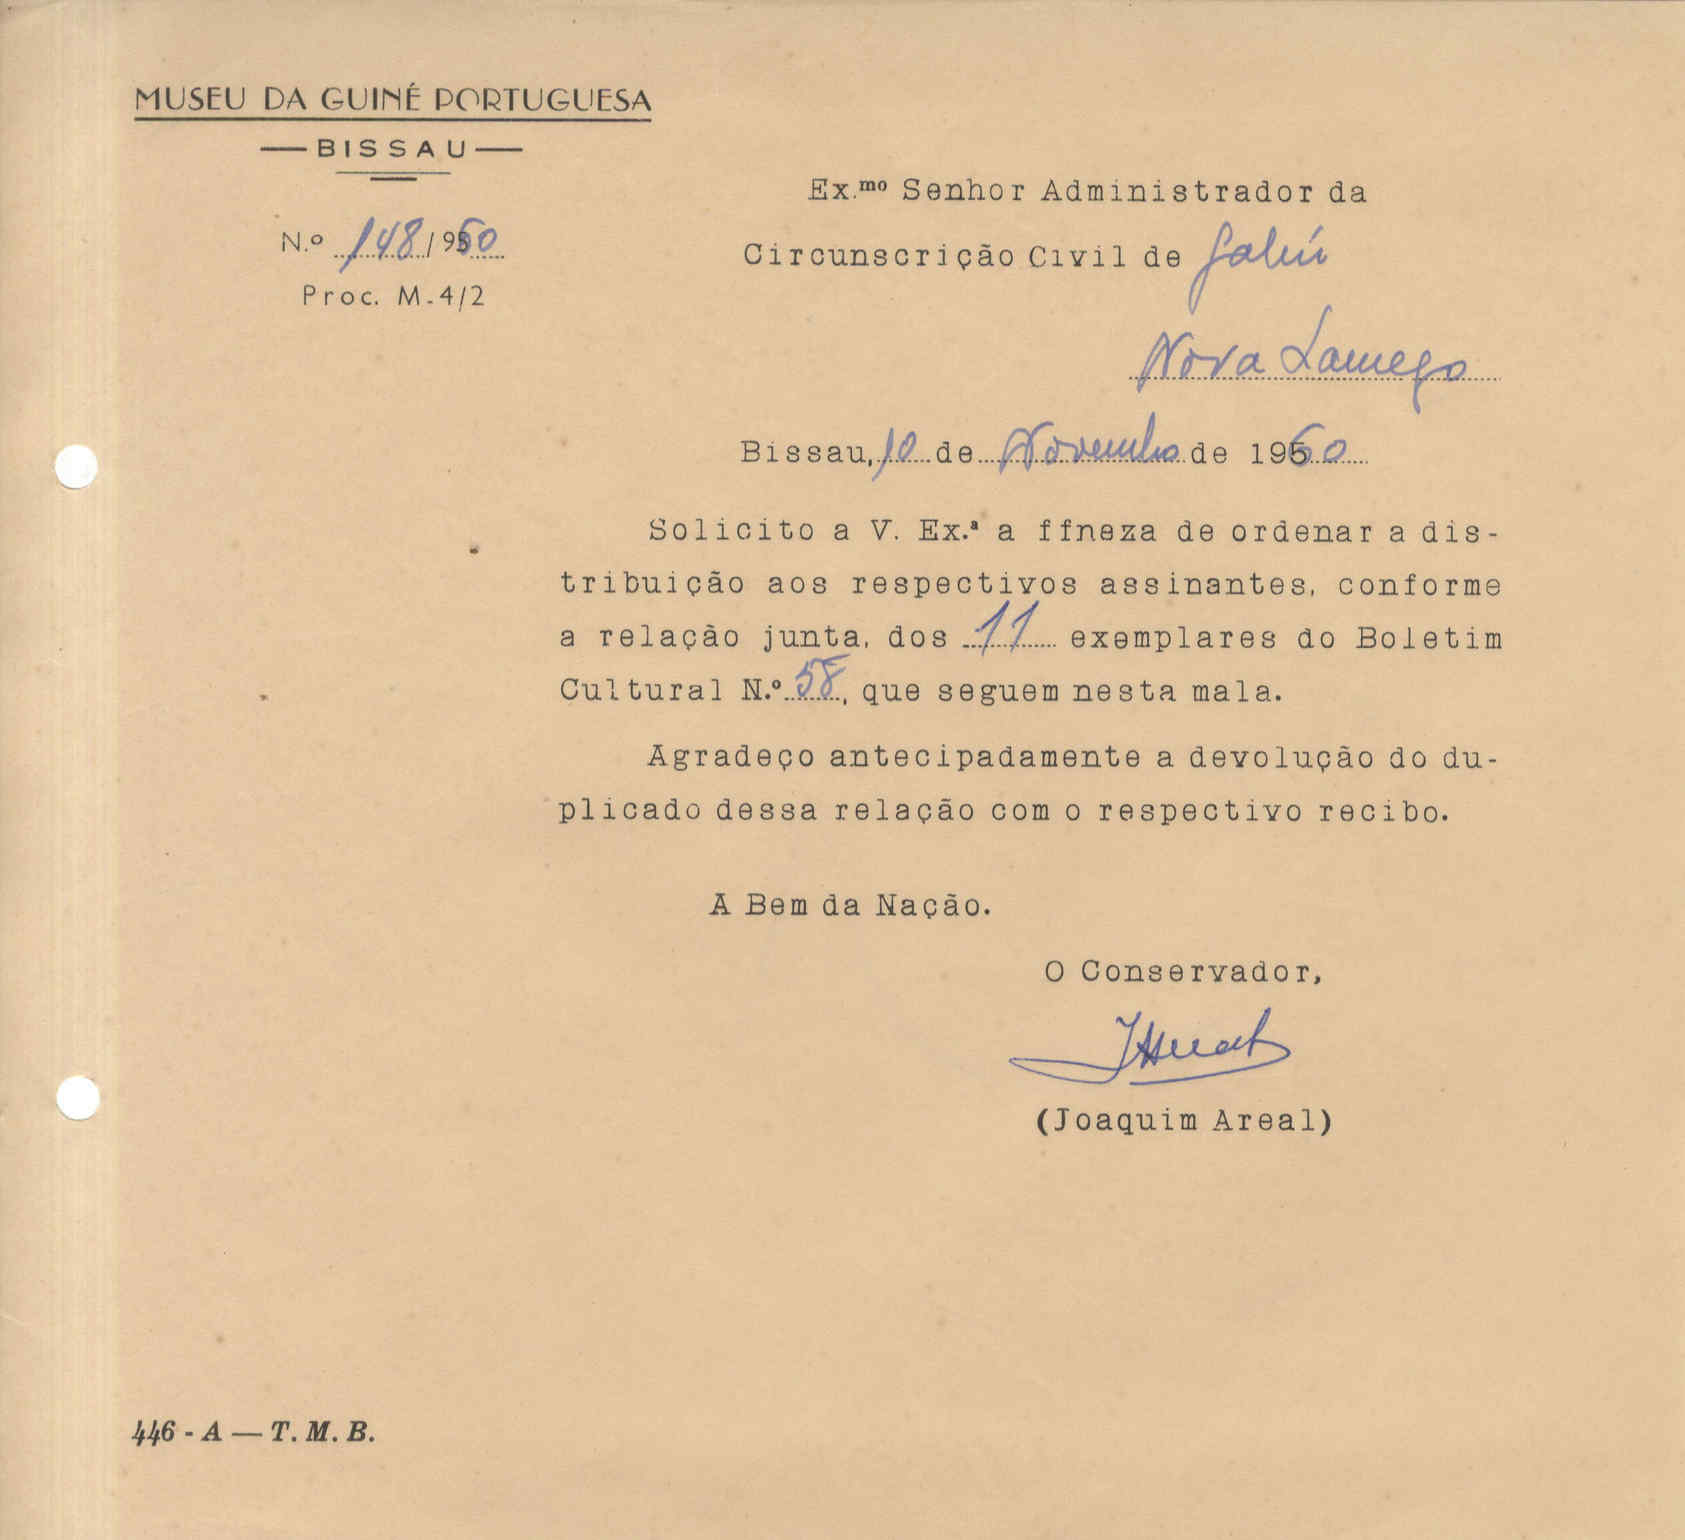 MUSEU DA GUINÉ PORTUGUESA
— BISSAU —
N.º 148/960
Proc. M-4/2
Ex.mo Senhor Administrador da
Circunscrição Civil de Gabú
Nova Lamego
Bissau, 10 de Novembro de 1960
Solicito a V. Ex.ª a ffneza de ordenar a dis-
tribuição aos respectivos assinantes, conforme
a relação junta, dos 11 exemplares do Boletim
Cultural N.º 58, que seguem nesta mala.
Agradeço antecipadamente a devolução do du-
plicado dessa relação com o respectivo recibo.
A Bem da Nação.
O Conservador,
(Joaquim Areal)
446 - A — T. M. B.